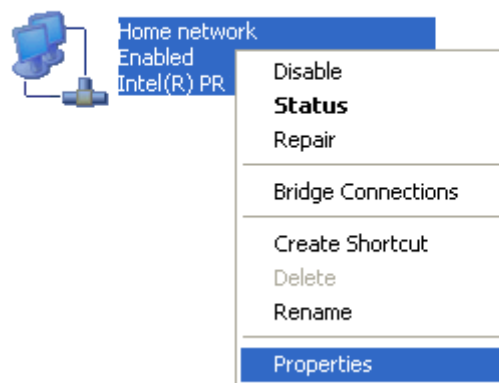 Home network
Enabled
Intel(R) PR
Disable
Status
Repair
Bridge Connections
Create Shortcut
Delete
Rename
Properties